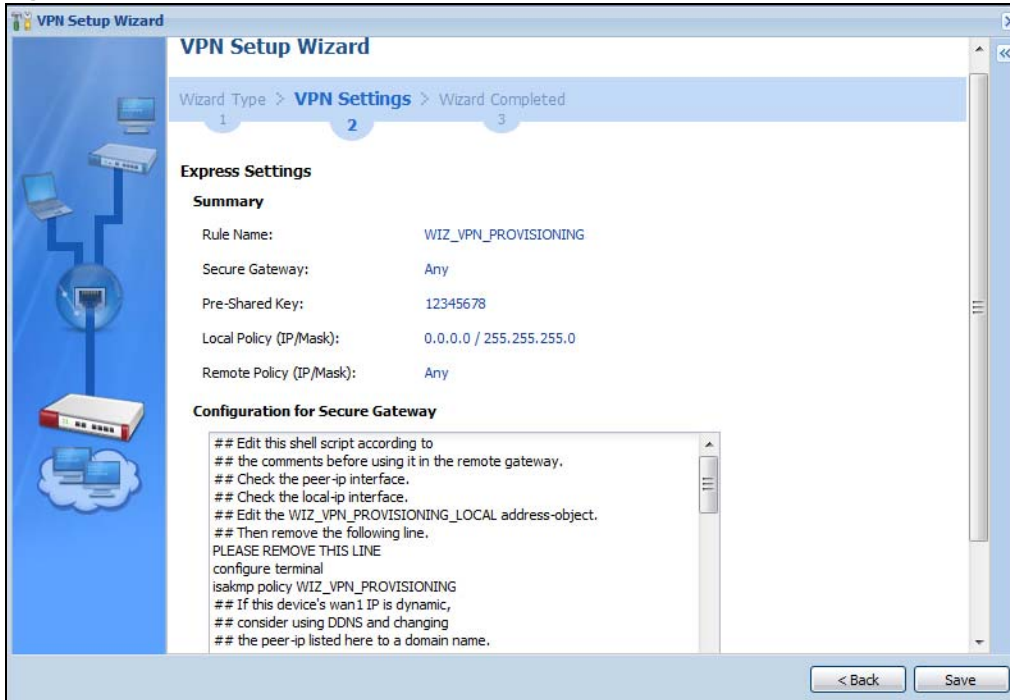 VPN Setup Wizard
VPN Setup Wizard
Wizard Type > VPN Settings > Wizard Completed
1 2 3
Express Settings
Summary
Rule Name: WIZ_VPN_PROVISIONING
Secure Gateway: Any
Pre-Shared Key: 12345678
Local Policy (IP/Mask): 0.0.0.0 / 255.255.255.0
Remote Policy (IP/Mask): Any
Configuration for Secure Gateway
## Edit this shell script according to
## the comments before using it in the remote gateway.
## Check the peer-ip interface.
## Check the local-ip interface.
## Edit the WIZ_VPN_PROVISIONING_LOCAL address-object.
## Then remove the following line.
PLEASE REMOVE THIS LINE
configure terminal
isakmp policy WIZ_VPN_PROVISIONING
## If this device's wan1 IP is dynamic,
## consider using DDNS and changing
## the peer-ip listed here to a domain name.
< Back Save